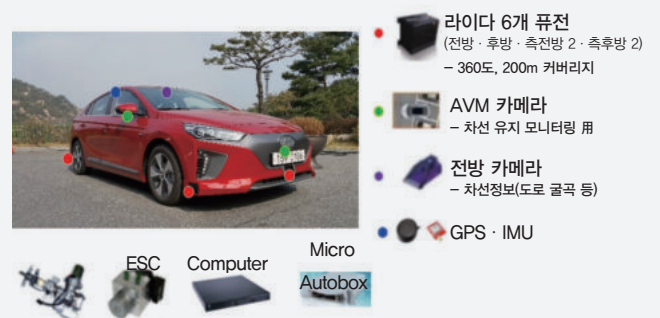 라이다 6개 퓨전
(전방 · 후방 · 측전방 2 · 측후방 2)
– 360도, 200m 커버리지
AVM 카메라
– 차선 유지 모니터링 用
전방 카메라
– 차선정보(도로 굴곡 등)
GPS · IMU
ESC
Computer
Micro
Autobox